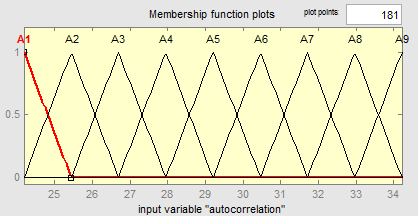 Membership function plots plot points: 181
A1 A2 A3 A4 A5 A6 A7 A8 A9
1
0.5
0
25 26 27 28 29 30 31 32 33 34
input variable "autocorrelation"